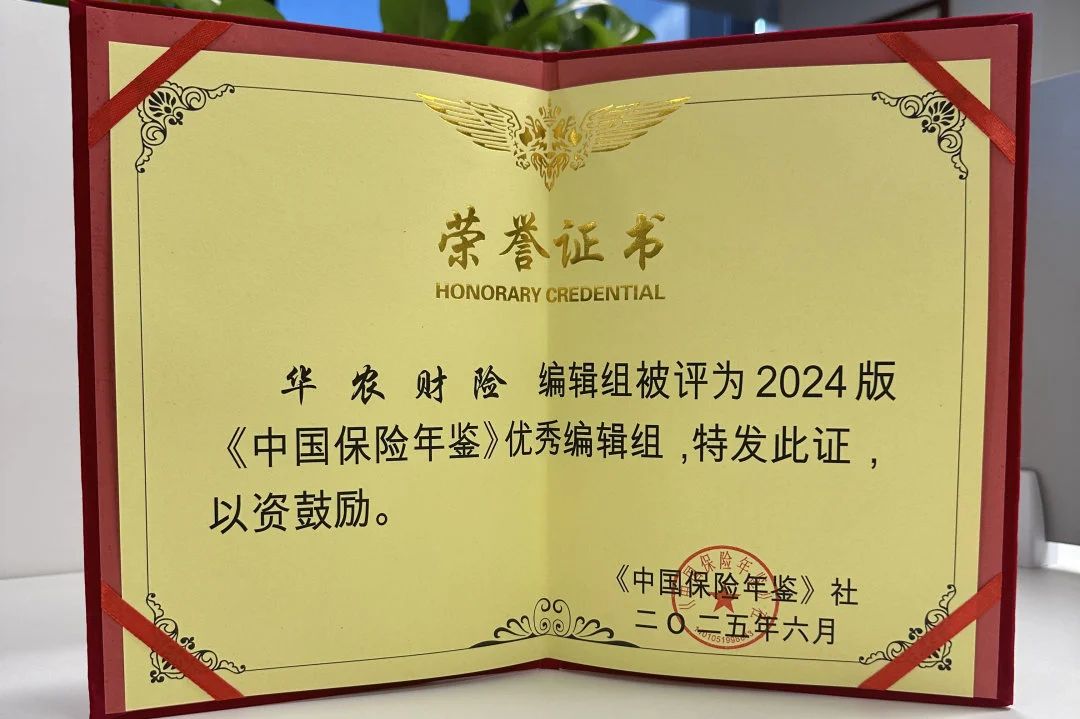 荣誉证书
HONORARY CREDENTIAL
华农财险 编辑组被评为2024版
《中国保险年鉴》优秀编辑组,特发此证,
以资鼓励。
《中国保险年鉴》社
二〇二五年六月